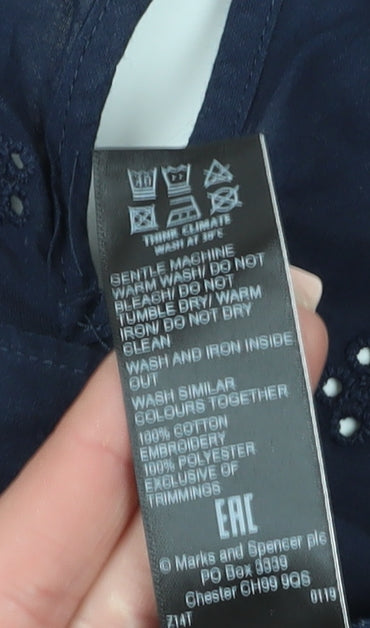 THINK CLIMATE
WASH AT 30°C
GENTLE MACHINE
WARM WASH/ DO NOT
BLEACH/ DO NOT
TUMBLE DRY/ WARM
IRON/ DO NOT DRY
CLEAN
WASH AND IRON INSIDE
OUT
WASH SIMILAR
COLOURS TOGETHER
100% COTTON
EMBROIDERY
100% POLYESTER
EXCLUSIVE OF
TRIMMINGS
EAC
© Marks and Spencer plc
PO Box 3339
Chester CH99 9QS
Z14T 0119